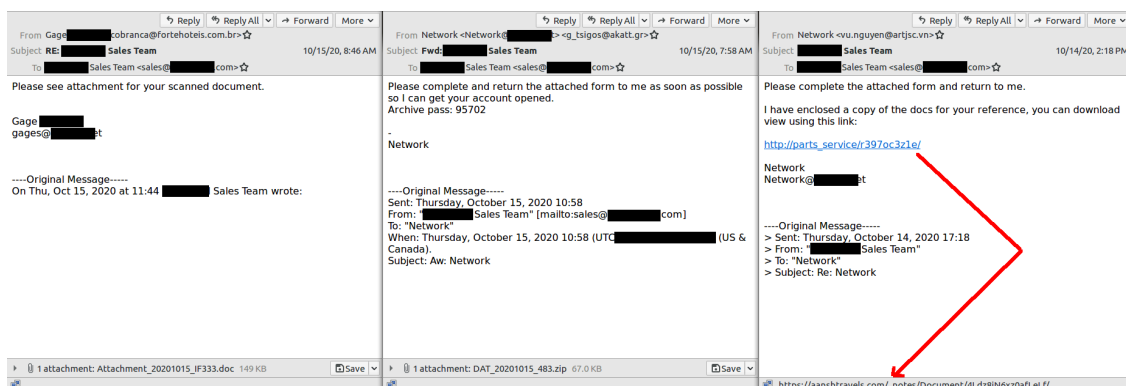 Reply Reply All Forward More
From Gage cobranca@fortehoteis.com.br>
Subject RE: Sales Team 10/15/20, 8:46 AM
To Sales Team <sales@ com>
Please see attachment for your scanned document.
Gage
gages@ et
----Original Message-----
On Thu, Oct 15, 2020 at 11:44 Sales Team wrote:
1 attachment: Attachment_20201015_IF333.doc 149 KB Save
Reply Reply All Forward More
From Network <Network@ t> <g_tsigos@akatt.gr>
Subject Fwd: Sales Team 10/15/20, 7:58 AM
To Sales Team <sales@ com>
Please complete and return the attached form to me as soon as possible
so I can get your account opened.
Archive pass: 95702
-
Network
----Original Message-----
Sent: Thursday, October 15, 2020 10:58
From: " Sales Team" [mailto:sales@ com]
To: "Network"
When: Thursday, October 15, 2020 10:58 (UTC (US &
Canada).
Subject: Aw: Network
1 attachment: DAT_20201015_483.zip 67.0 KB Save
Reply Reply All Forward More
From Network <vu.nguyen@artjsc.vn>
Subject Sales Team 10/14/20, 2:18 PM
To Sales Team <sales@ com>
Please complete the attached form and return to me.
I have enclosed a copy of the docs for your reference, you can download
view using this link:
http://parts_service/r397oc3z1e/
Network
Network@ et
----Original Message-----
> Sent: Thursday, October 14, 2020 17:18
> From: " Sales Team"
> To: "Network"
> Subject: Re: Network